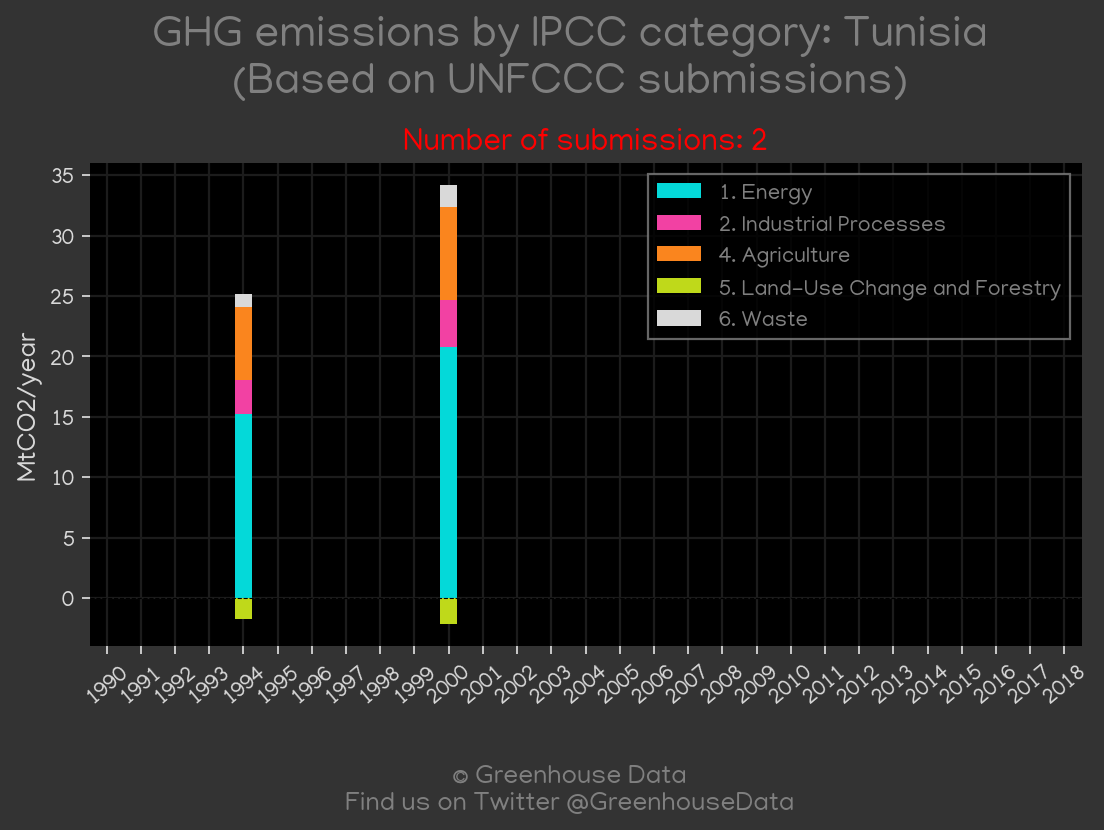 GHG emissions by IPCC category: Tunisia
(Based on UNFCCC submissions)
Number of submissions: 2
35
30
25
20
15
10
5
0
MtCO2/year
1. Energy
2. Industrial Processes
4. Agriculture
5. Land-Use Change and Forestry
6. Waste
1990 1991 1992 1993 1994 1995 1996 1997 1998 1999 2000 2001 2002 2003 2004 2005 2006 2007 2008 2009 2010 2011 2012 2013 2014 2015 2016 2017 2018
© Greenhouse Data
Find us on Twitter @GreenhouseData